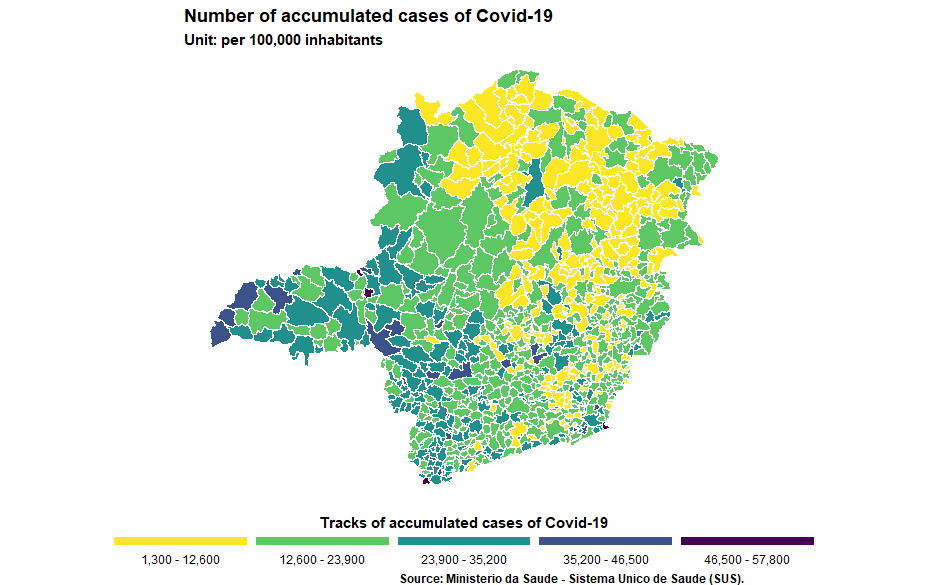 Number of accumulated cases of Covid-19
Unit: per 100,000 inhabitants
Tracks of accumulated cases of Covid-19
1,300 - 12,600 12,600 - 23,900 23,900 - 35,200 35,200 - 46,500 46,500 - 57,800
Source: Ministerio da Saude - Sistema Unico de Saude (SUS).